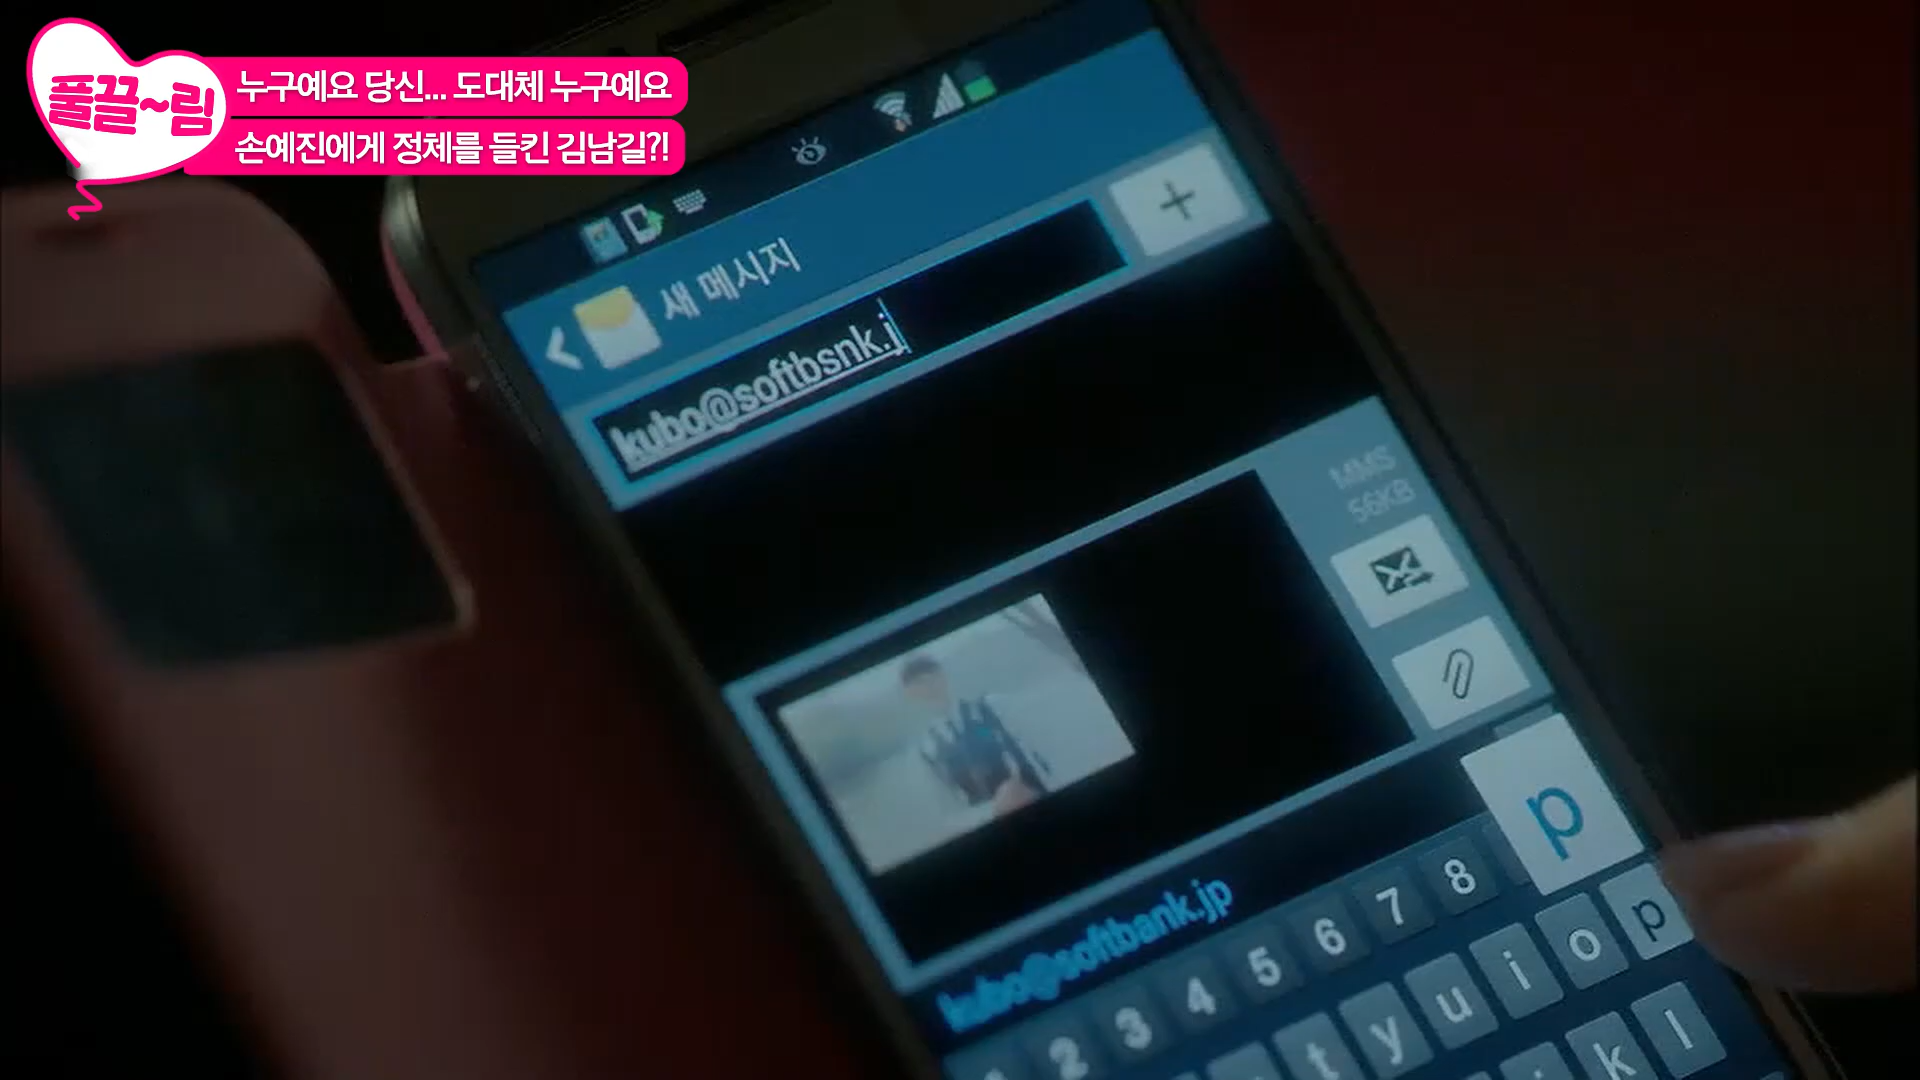 풀끌~림
누구예요 당신... 도대체 누구예요
손예진에게 정체를 들킨 김남길?!
새 메시지
+
kubo@softbsnk.j
MMS
56KB
p
kubo@softbank.jp
1 2 3 4 5 6 7 8
t y u i o p
k l